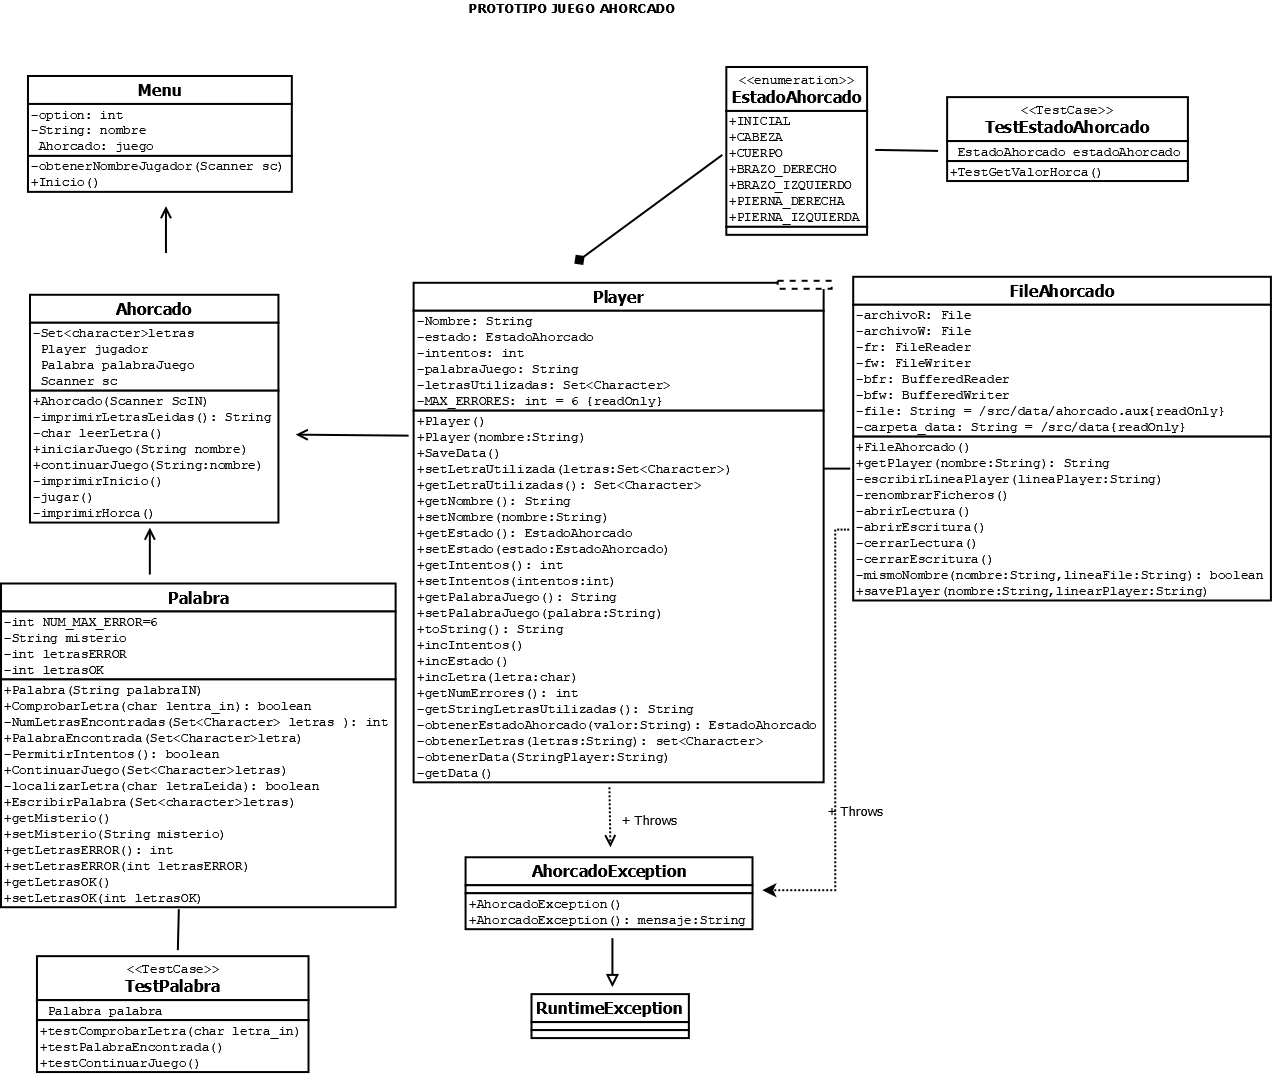 PROTOTIPO JUEGO AHORCADO
Menu
-option: int
-String: nombre
Ahorcado: juego
-obtenerNombreJugador(Scanner sc)
+Inicio()
<<enumeration>>
EstadoAhorcado
+INICIAL
+CABEZA
+CUERPO
+BRAZO_DERECHO
+BRAZO_IZQUIERDO
+PIERNA_DERECHA
+PIERNA_IZQUIERDA
<<TestCase>>
TestEstadoAhorcado
EstadoAhorcado estadoAhorcado
+TestGetValorHorca()
Ahorcado
-Set<character>letras
Player jugador
Palabra palabraJuego
Scanner sc
+Ahorcado(Scanner ScIN)
-imprimirLetrasLeidas(): String
-char leerLetra()
+iniciarJuego(String nombre)
+continuarJuego(String:nombre)
-imprimirInicio()
-jugar()
-imprimirHorca()
Player
-Nombre: String
-estado: EstadoAhorcado
-intentos: int
-palabraJuego: String
-letrasUtilizadas: Set<Character>
-MAX_ERRORES: int = 6 {readOnly}
+Player()
+Player(nombre:String)
+SaveData()
+setLetraUtilizada(letras:Set<Character>)
+getLetraUtilizadas(): Set<Character>
+getNombre(): String
+setNombre(nombre:String)
+getEstado(): EstadoAhorcado
+setEstado(estado:EstadoAhorcado)
+getIntentos(): int
+setIntentos(intentos:int)
+getPalabraJuego(): String
+setPalabraJuego(palabra:String)
+toString(): String
+incIntentos()
+incEstado()
+incLetra(letra:char)
+getNumErrores(): int
-getStringLetrasUtilizadas(): String
-obtenerEstadoAhorcado(valor:String): EstadoAhorcado
-obtenerLetras(letras:String): set<Character>
-obtenerData(StringPlayer:String)
-getData()
FileAhorcado
-archivoR: File
-archivoW: File
-fr: FileReader
-fw: FileWriter
-bfr: BufferedReader
-bfw: BufferedWriter
-file: String = /src/data/ahorcado.aux{readOnly}
-carpeta_data: String = /src/data{readOnly}
+FileAhorcado()
+getPlayer(nombre:String): String
-escribirLineaPlayer(lineaPlayer:String)
-renombrarFicheros()
-abrirLectura()
-abrirEscritura()
-cerrarLectura()
-cerrarEscritura()
-mismoNombre(nombre:String,lineaFile:String): boolean
+savePlayer(nombre:String,linearPlayer:String)
Palabra
-int NUM_MAX_ERROR=6
-String misterio
-int letrasERROR
-int letrasOK
+Palabra(String palabraIN)
+ComprobarLetra(char lentra_in): boolean
-NumLetrasEncontradas(Set<Character> letras ): int
+PalabraEncontrada(Set<Character>letra)
-PermitirIntentos(): boolean
+ContinuarJuego(Set<Character>letras)
-localizarLetra(char letraLeida): boolean
+EscribirPalabra(Set<character>letras)
+getMisterio()
+setMisterio(String misterio)
+getLetrasERROR(): int
+setLetrasERROR(int letrasERROR)
+getLetrasOK()
+setLetrasOK(int letrasOK)
+ Throws
+ Throws
AhorcadoException
+AhorcadoException()
+AhorcadoException(): mensaje:String
RuntimeException
<<TestCase>>
TestPalabra
Palabra palabra
+testComprobarLetra(char letra_in)
+testPalabraEncontrada()
+testContinuarJuego()